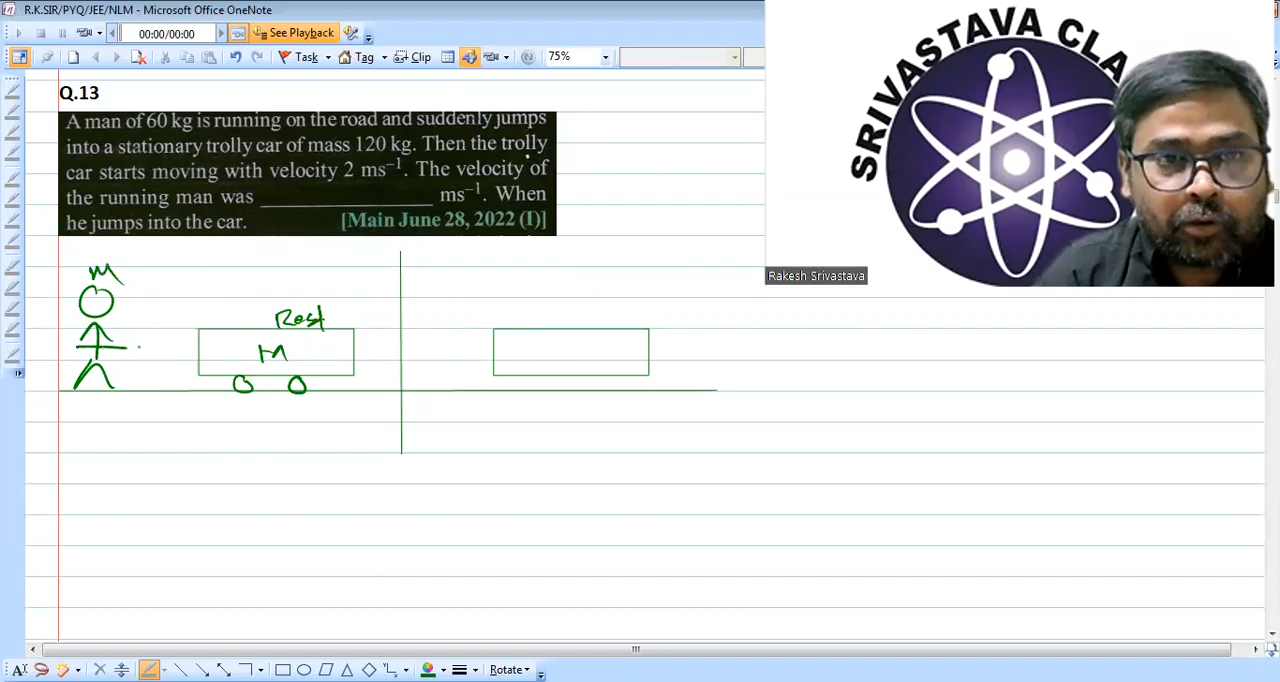 R.K.SIR/PYQ/JEE/NLM - Microsoft Office OneNote
00:00/00:00 See Playback
Task Tag Clip 75%
SRIVASTAVA CLA
Q.13
A man of 60 kg is running on the road and suddenly jumps
into a stationary trolly car of mass 120 kg. Then the trolly
car starts moving with velocity 2 ms⁻¹. The velocity of
the running man was ________________ ms⁻¹. When
he jumps into the car. [Main June 28, 2022 (I)]
Rakesh Srivastava
m
Rest
M
Rotate